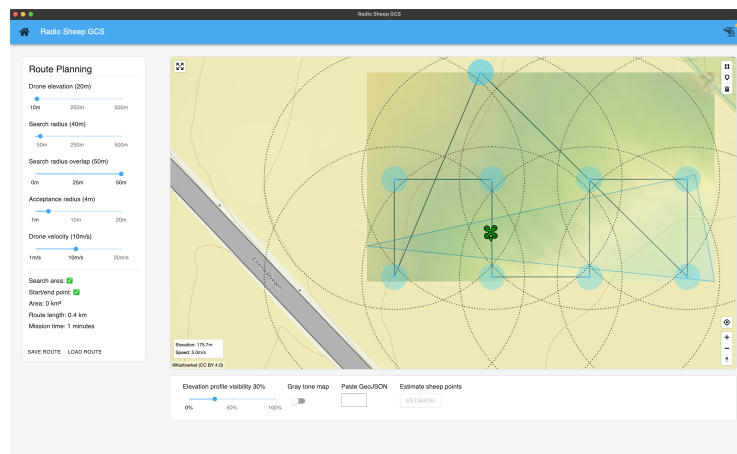 Radio Sheep GCS
Radio Sheep GCS
Route Planning
Drone elevation (20m)
10m 250m 500m
Search radius (40m)
50m 250m 500m
Search radius overlap (50m)
0m 25m 50m
Acceptance radius (4m)
1m 10m 20m
Drone velocity (10m/s)
1m/s 10m/s 20m/s
Search area: ✅
Start/end point: ✅
Area: 0 km²
Route length: 0.4 km
Mission time: 1 minutes
SAVE ROUTE LOAD ROUTE
Elevation: 175.7m
Speed: 5.0m/s
©Kartverket (CC BY 4.0)
Elevation profile visibility 30%
0% 50% 100%
Gray tone map
Paste GeoJSON
Estimate sheep points
ESTIMATE!